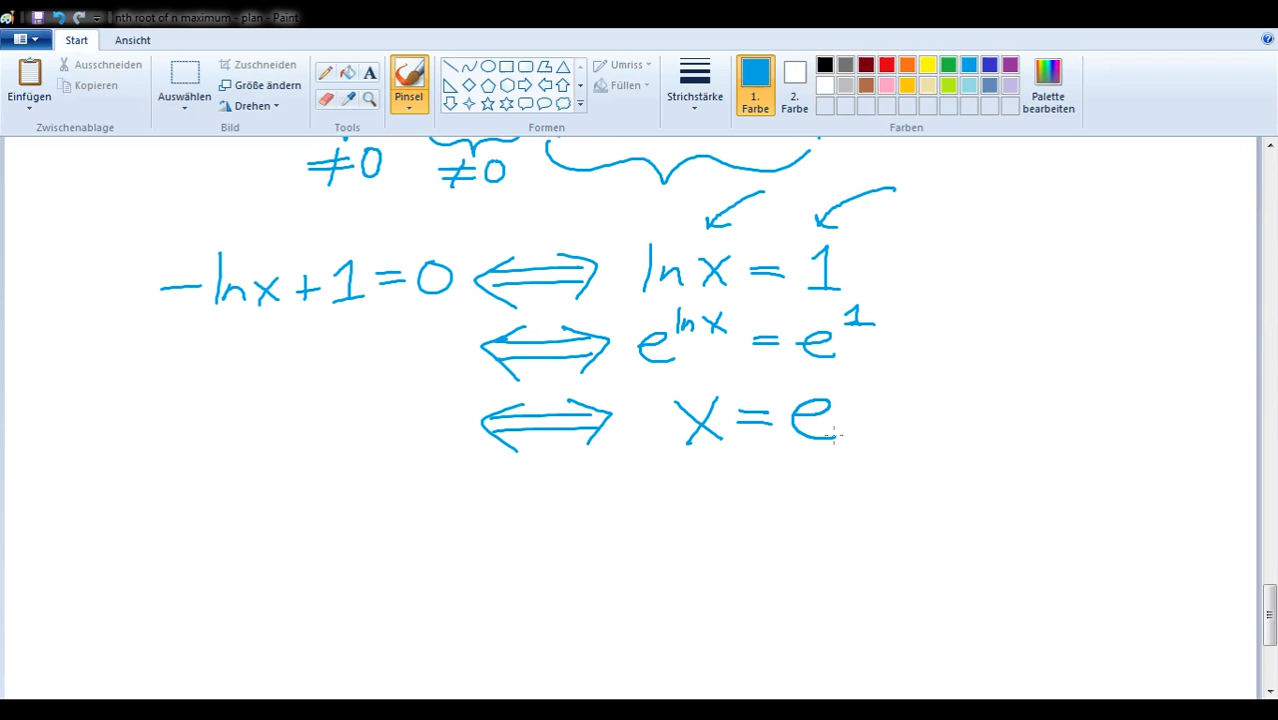 nth root of n maximum - plan - Paint
Start Ansicht
Einfügen
Ausschneiden
Kopieren
Zwischenablage
Auswählen
Zuschneiden
Größe ändern
Drehen
Bild
A
Tools
Pinsel
Umriss
Füllen
Formen
Strichstärke
1.
Farbe
2.
Farbe
Palette
bearbeiten
Farben
≠0 ≠0
-lnx+1=0 ⟺ ln x = 1
⟺ e^{ln x} = e^1
⟺ x = e